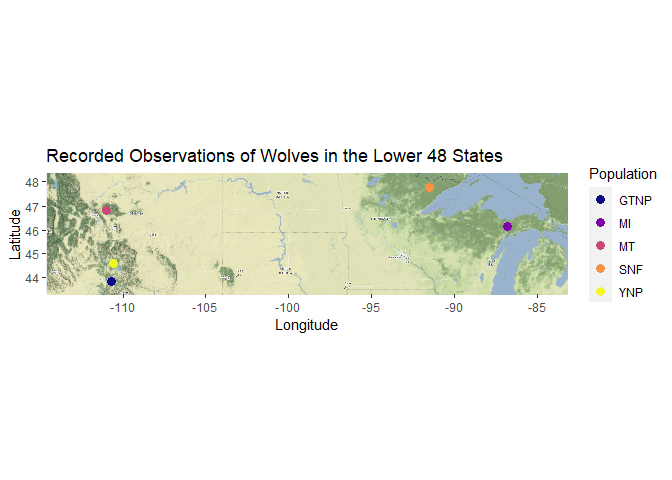 Recorded Observations of Wolves in the Lower 48 States
Latitude
48
47
46
45
44
-110
-105
-100
-95
-90
-85
Longitude
Population
GTNP
MI
MT
SNF
YNP